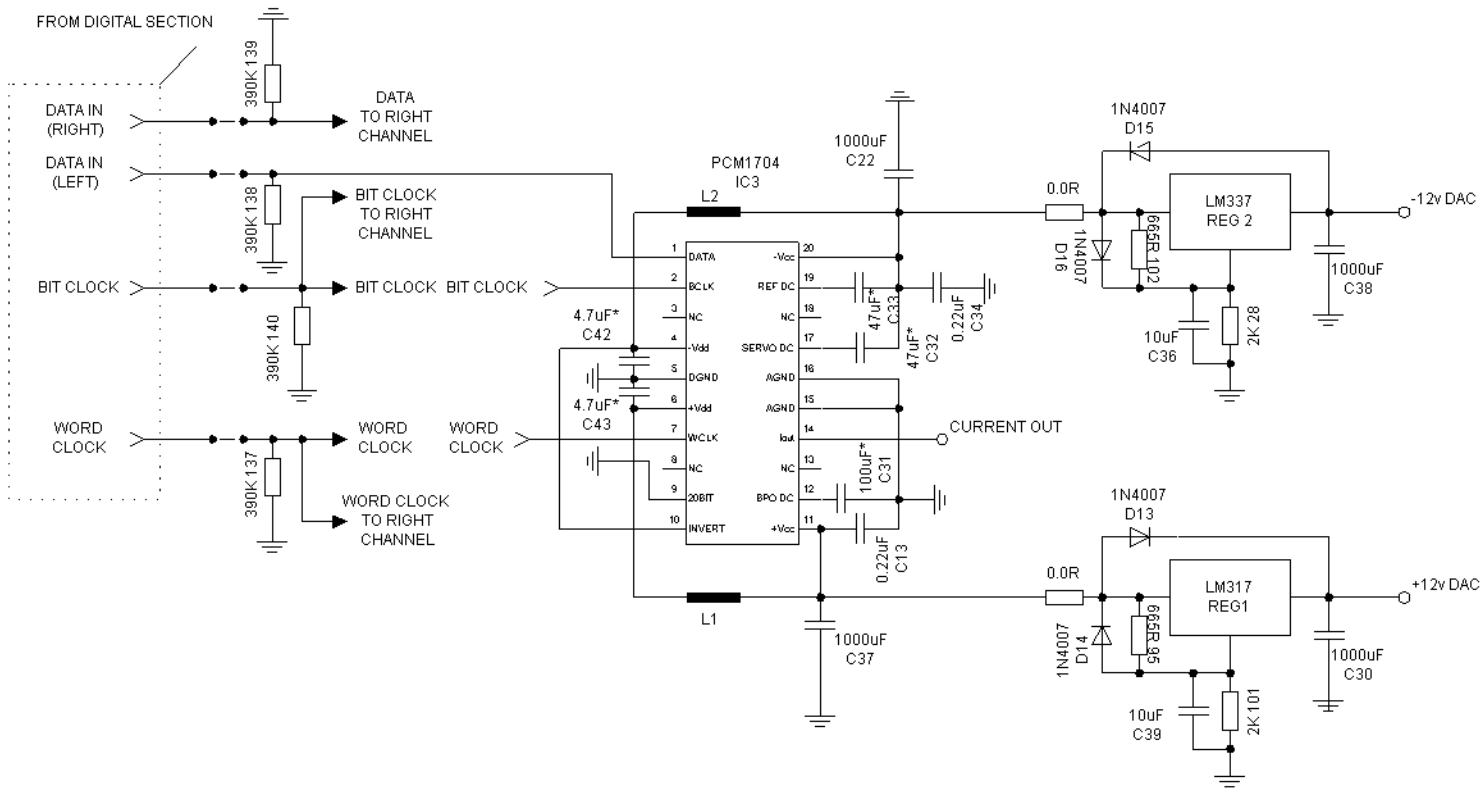 FROM DIGITAL SECTION
390K 139
DATA IN
(RIGHT)
DATA
TO RIGHT
CHANNEL
DATA IN
(LEFT)
390K 138
BIT CLOCK
TO RIGHT
CHANNEL
BIT CLOCK
BIT CLOCK
BIT CLOCK
390K 140
WORD
CLOCK
WORD
CLOCK
WORD
CLOCK
390K 137
WORD CLOCK
TO RIGHT
CHANNEL
PCM1704
IC3
L2
1 DATA
2 BCLK
3 NC
4 -Vdd
5 DGND
6 +Vdd
7 WCLK
8 NC
9 20BIT
10 INVERT
20 -Vcc
19 REF DC
18 NC
17 SERVO DC
16 AGND
15 AGND
14 Iout
13 NC
12 BPO DC
11 +Vcc
4.7uF*
C42
4.7uF*
C43
1000uF
C22
47uF*
C33
47uF*
C32
0.22uF
C34
CURRENT OUT
100uF*
C31
0.22uF
C13
L1
1000uF
C37
1N4007
D15
0.0R
1N4007
D16
665R 102
LM337
REG 2
-12v DAC
1000uF
C38
10uF
C36
2K 28
1N4007
D13
0.0R
1N4007
D14
665R 95
LM317
REG1
+12v DAC
1000uF
C30
10uF
C39
2K 101